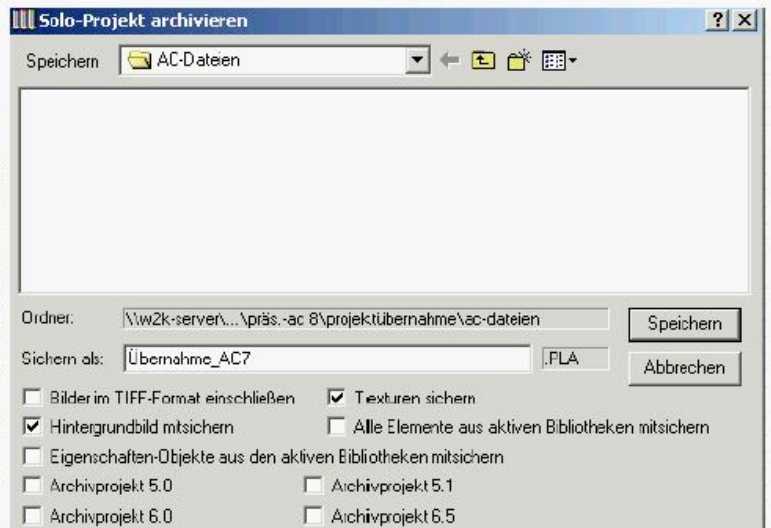 Solo-Projekt archivieren
Speichern AC-Dateien
Ordner: \\w2k-server\...\präs.-ac 8\projektübernahme\ac-dateien Speichern
Sichern als: Übernahme_AC7 .PLA Abbrechen
Bilder im TIFF-Format einschließen Texturen sichern
Hintergrundbild mitsichern Alle Elemente aus aktiven Bibliotheken mitsichern
Eigenschaften-Objekte aus den aktiven Bibliotheken mitsichern
Archivprojekt 5.0 Archivprojekt 5.1
Archivprojekt 6.0 Archivprojekt 6.5